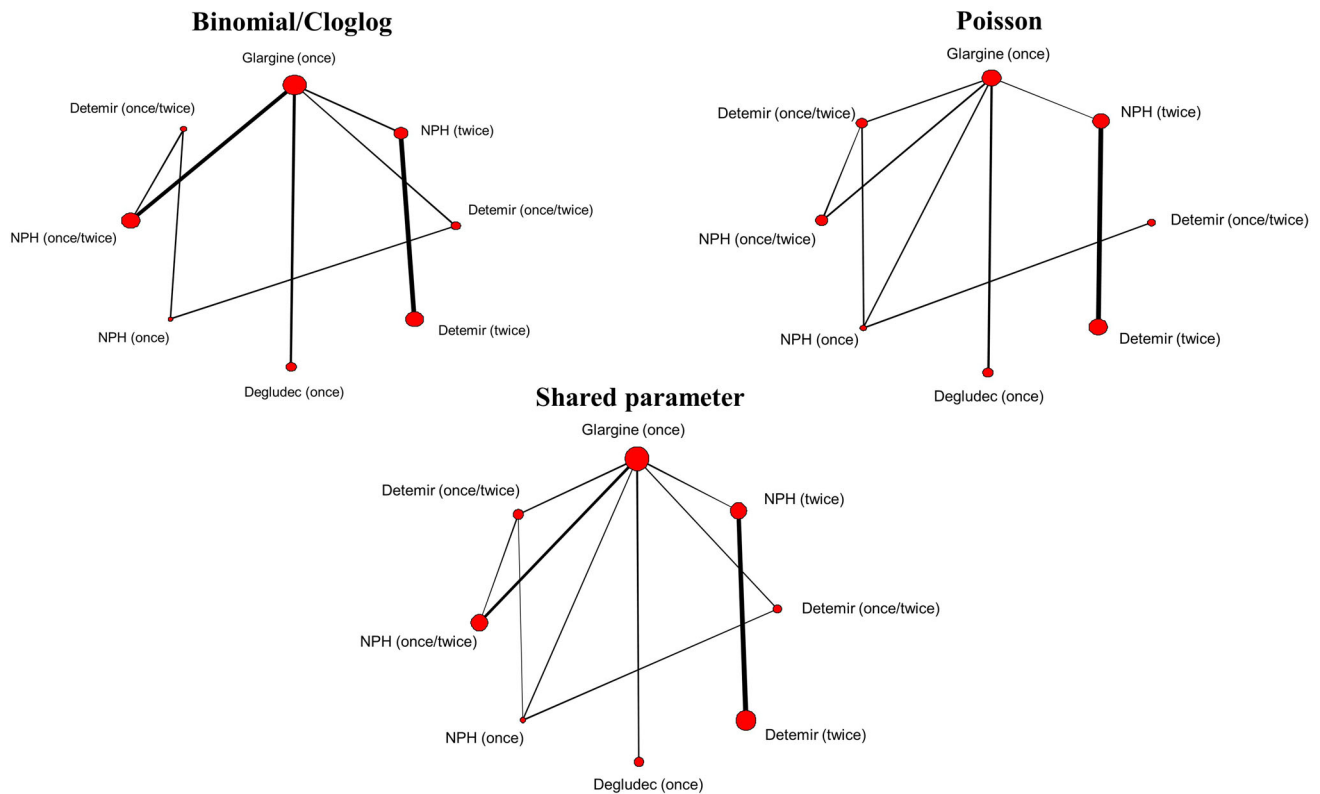 Binomial/Cloglog
Glargine (once)
Detemir (once/twice)
NPH (twice)
Detemir (once/twice)
NPH (once/twice)
NPH (once)
Detemir (twice)
Degludec (once)
Poisson
Glargine (once)
Detemir (once/twice)
NPH (twice)
Detemir (once/twice)
NPH (once/twice)
NPH (once)
Detemir (twice)
Degludec (once)
Shared parameter
Glargine (once)
Detemir (once/twice)
NPH (twice)
Detemir (once/twice)
NPH (once/twice)
NPH (once)
Detemir (twice)
Degludec (once)